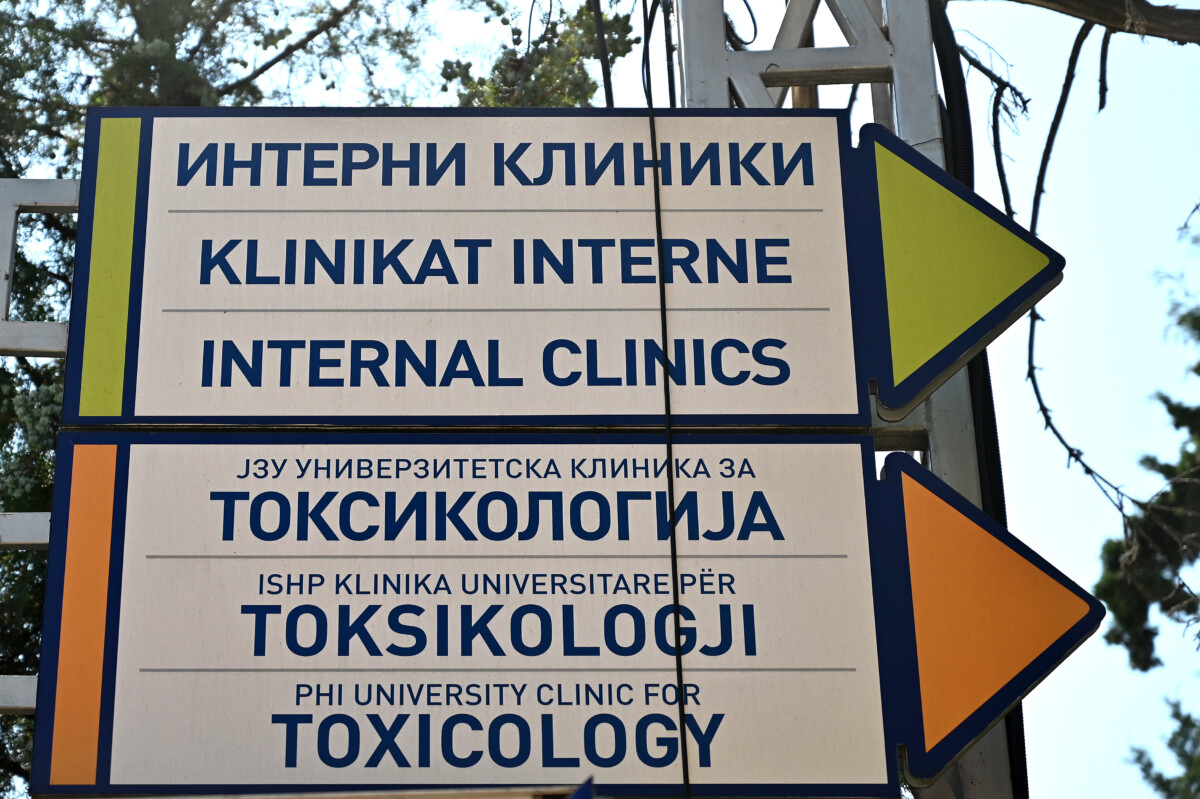 ИНТЕРНИ КЛИНИКИ
KLINIKAT INTERNE
INTERNAL CLINICS
ЈЗУ УНИВЕРЗИТЕТСКА КЛИНИКА ЗА
ТОКСИКОЛОГИЈА
ISHP KLINIKA UNIVERSITARE PËR
TOKSIKOLOGJI
PHI UNIVERSITY CLINIC FOR
TOXICOLOGY